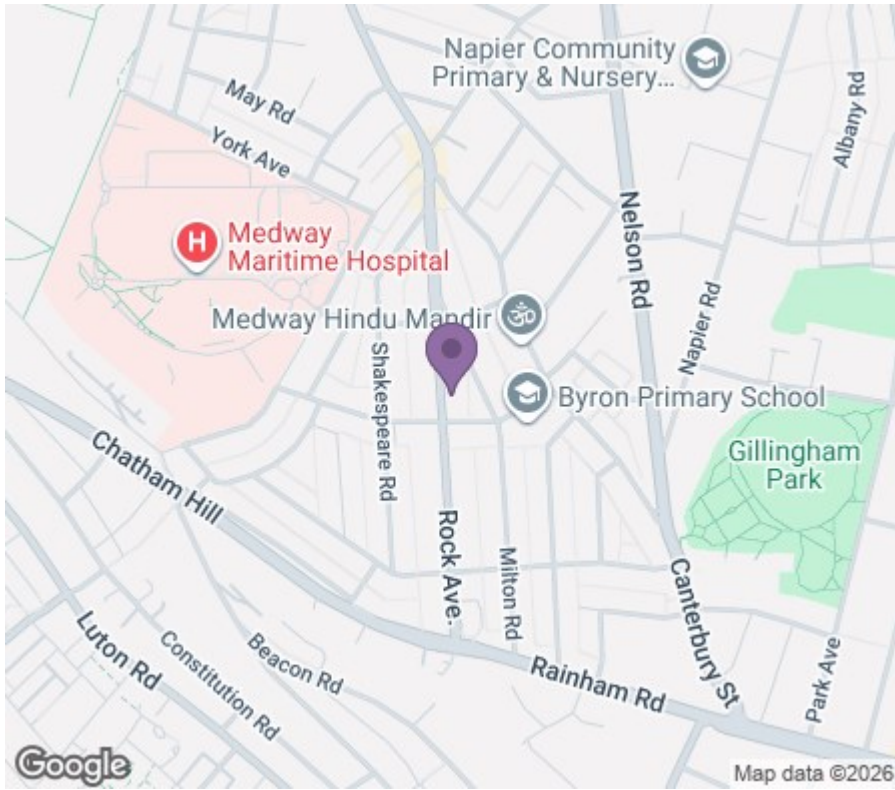 Napier Community
Primary & Nursery...
May Rd
York Ave
Albany Rd
H
Medway
Maritime Hospital
Nelson Rd
Napier Rd
Medway Hindu Mandir
ॐ
Shakespeare Rd
Byron Primary School
Chatham Hill
Gillingham
Park
Rock Ave.
Milton Rd
Canterbury St
Luton Rd
Constitution Rd
Beacon Rd
Rainham Rd
Park Ave
Google
Map data ©2026